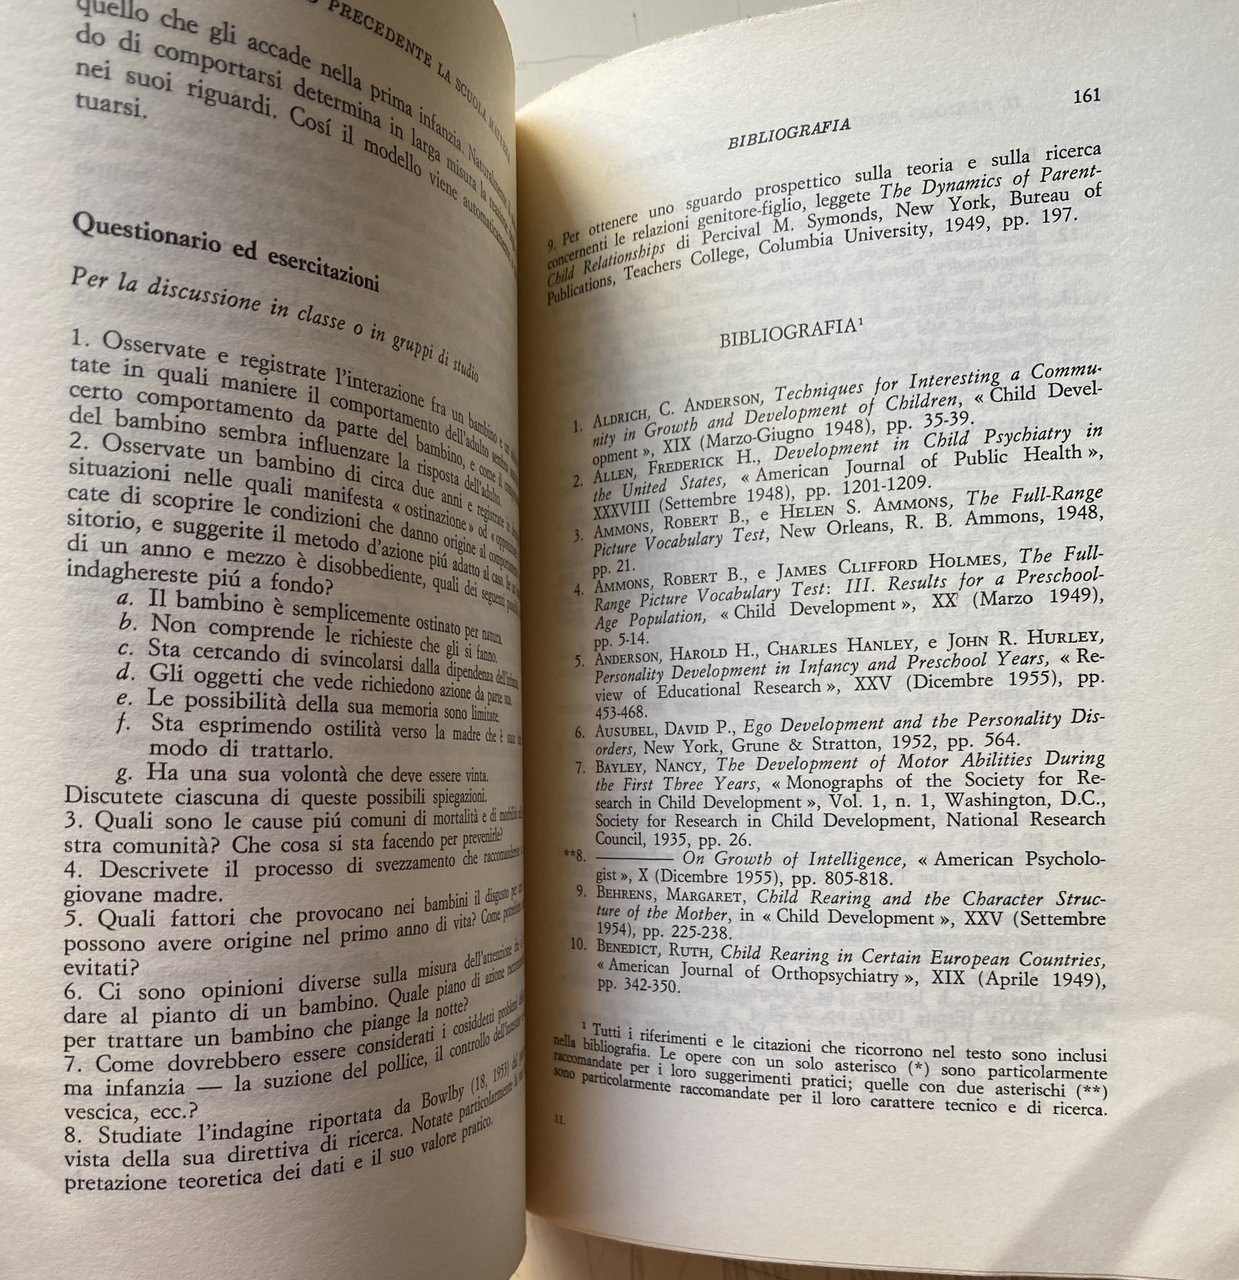 PRECEDENTE LA SCUOLA MATERNA
quello che gli accade nella prima infanzia.
do di comportarsi determina in larga misura la
nei suoi riguardi. Cosí il modello viene
tuarsi.
Questionario ed esercitazioni
Per la discussione in classe o in gruppi di studio
1. Osservate e registrate l'interazione fra un bambino e un
tate in quali maniere il comportamento dell'adulto sembra
certo comportamento da parte del bambino, e come il
del bambino sembra influenzare la risposta dell'adulto.
2. Osservate un bambino di circa due anni e registrate in
situazioni nelle quali manifesta « ostinazione » od
cate di scoprire le condizioni che danno origine al
sitorio, e suggerite il metodo d'azione piú adatto al caso. Se un
di un anno e mezzo è disobbediente, quali dei seguenti
indaghereste piú a fondo?
a. Il bambino è semplicemente ostinato per natura.
b. Non comprende le richieste che gli si fanno.
c. Sta cercando di svincolarsi dalla dipendenza
d. Gli oggetti che vede richiedono azione da parte sua.
e. Le possibilità della sua memoria sono limitate.
f. Sta esprimendo ostilità verso la madre che è
modo di trattarlo.
g. Ha una sua volontà che deve essere vinta.
Discutete ciascuna di queste possibili spiegazioni.
3. Quali sono le cause piú comuni di mortalità e di morbilità
stra comunità? Che cosa si sta facendo per prevenirle?
4. Descrivete il processo di svezzamento che
giovane madre.
5. Quali fattori che provocano nei bambini il disgusto per
possono avere origine nel primo anno di vita? Come
evitati?
6. Ci sono opinioni diverse sulla misura dell'attenzione che
dare al pianto di un bambino. Quale piano di azione
per trattare un bambino che piange la notte?
7. Come dovrebbero essere considerati i cosiddetti problemi
ma infanzia — la suzione del pollice, il controllo dell'intestino
vescica, ecc.?
8. Studiate l'indagine riportata da Bowlby (18, 1953) dal
vista della sua direttiva di ricerca. Notate particolarmente
pretazione teoretica dei dati e il suo valore pratico.
BIBLIOGRAFIA 161
9. Per ottenere uno sguardo prospettico sulla teoria e sulla ricerca
concernenti le relazioni genitore-figlio, leggete The Dynamics of Parent-
Child Relationships di Percival M. Symonds, New York, Bureau of
Publications, Teachers College, Columbia University, 1949, pp. 197.
BIBLIOGRAFIA¹
1. ALDRICH, C. ANDERSON, Techniques for Interesting a Commu-
nity in Growth and Development of Children, « Child Devel-
opment », XIX (Marzo-Giugno 1948), pp. 35-39.
2. ALLEN, FREDERICK H., Development in Child Psychiatry in
the United States, « American Journal of Public Health »,
XXXVIII (Settembre 1948), pp. 1201-1209.
3. AMMONS, ROBERT B., e HELEN S. AMMONS, The Full-Range
Picture Vocabulary Test, New Orleans, R. B. Ammons, 1948,
pp. 21.
4. AMMONS, ROBERT B., e JAMES CLIFFORD HOLMES, The Full-
Range Picture Vocabulary Test: III. Results for a Preschool-
Age Population, « Child Development », XX (Marzo 1949),
pp. 5-14.
5. ANDERSON, HAROLD H., CHARLES HANLEY, e JOHN R. HURLEY,
Personality Development in Infancy and Preschool Years, « Re-
view of Educational Research », XXV (Dicembre 1955), pp.
453-468.
6. AUSUBEL, DAVID P., Ego Development and the Personality Dis-
orders, New York, Grune & Stratton, 1952, pp. 564.
7. BAYLEY, NANCY, The Development of Motor Abilities During
the First Three Years, « Monographs of the Society for Re-
search in Child Development », Vol. 1, n. 1, Washington, D.C.,
Society for Research in Child Development, National Research
Council, 1935, pp. 26.
**8. ——— On Growth of Intelligence, « American Psycholo-
gist », X (Dicembre 1955), pp. 805-818.
9. BEHRENS, MARGARET, Child Rearing and the Character Struc-
ture of the Mother, in « Child Development », XXV (Settembre
1954), pp. 225-238.
10. BENEDICT, RUTH, Child Rearing in Certain European Countries,
« American Journal of Orthopsychiatry », XIX (Aprile 1949),
pp. 342-350.
¹ Tutti i riferimenti e le citazioni che ricorrono nel testo sono inclusi
nella bibliografia. Le opere con un solo asterisco (*) sono particolarmente
raccomandate per i loro suggerimenti pratici; quelle con due asterischi (**)
sono particolarmente raccomandate per il loro carattere tecnico e di ricerca.
11.